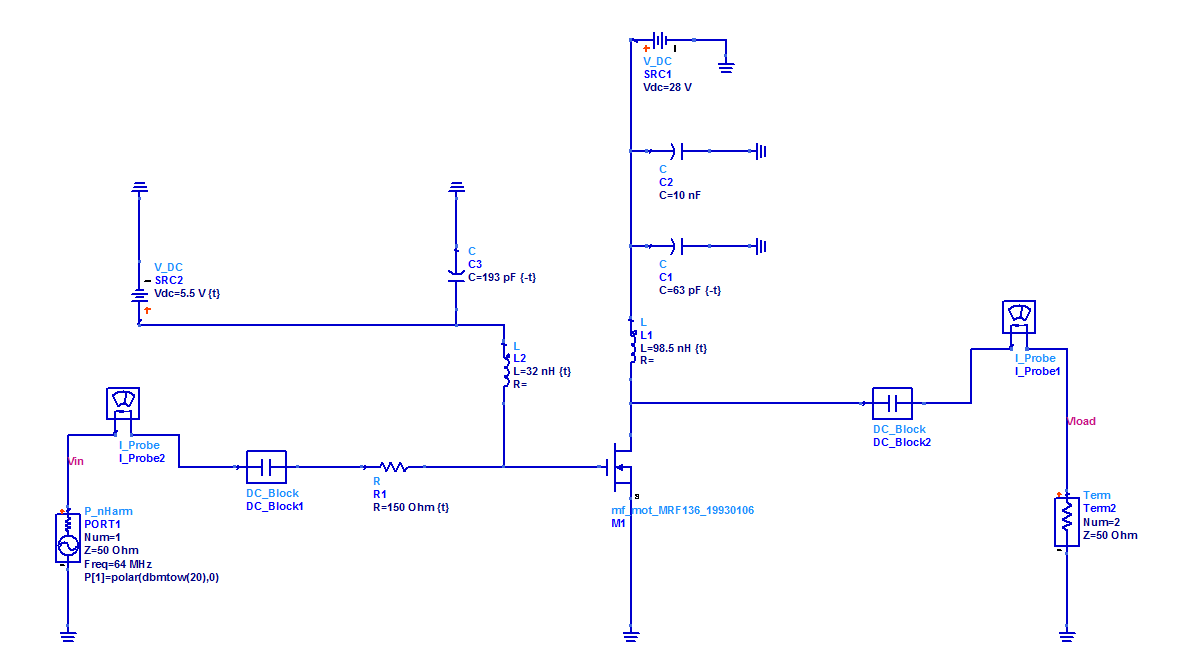 V_DC
SRC1
Vdc=28 V
C
C2
C=10 nF
C
C1
C=63 pF {-t}
L
L1
L=98.5 nH {t}
R=
V_DC
SRC2
Vdc=5.5 V {t}
C
C3
C=193 pF {-t}
L
L2
L=32 nH {t}
R=
I_Probe
I_Probe2
Vin
DC_Block
DC_Block1
R
R1
R=150 Ohm {t}
P_nHarm
PORT1
Num=1
Z=50 Ohm
Freq=64 MHz
P[1]=polar(dbmtow(20),0)
s
mf_mot_MRF136_19930106
M1
DC_Block
DC_Block2
I_Probe
I_Probe1
Vload
Term
Term2
Num=2
Z=50 Ohm